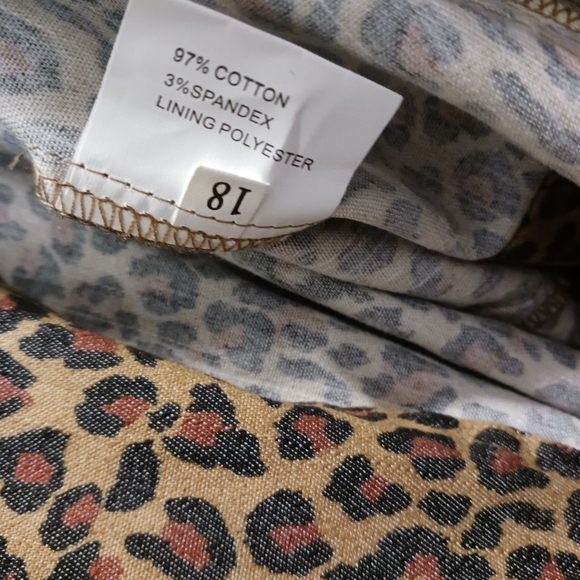 97% COTTON
3%SPANDEX
LINING POLYESTER
18